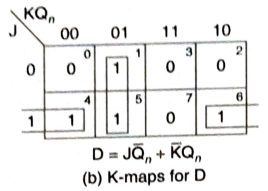 KQₙ
J 00 01 11 10
0 0 0 1 1 0 3 0 2
1 1 4 1 5 0 7 1 6
D = JQ̅ₙ + K̅Qₙ
(b) K-maps for D